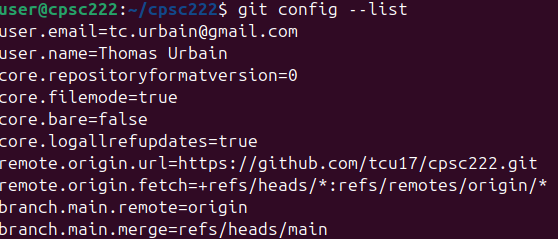 user@cpsc222:~/cpsc222$ git config --list
user.email=tc.urbain@gmail.com
user.name=Thomas Urbain
core.repositoryformatversion=0
core.filemode=true
core.bare=false
core.logallrefupdates=true
remote.origin.url=https://github.com/tcu17/cpsc222.git
remote.origin.fetch=+refs/heads/*:refs/remotes/origin/*
branch.main.remote=origin
branch.main.merge=refs/heads/main